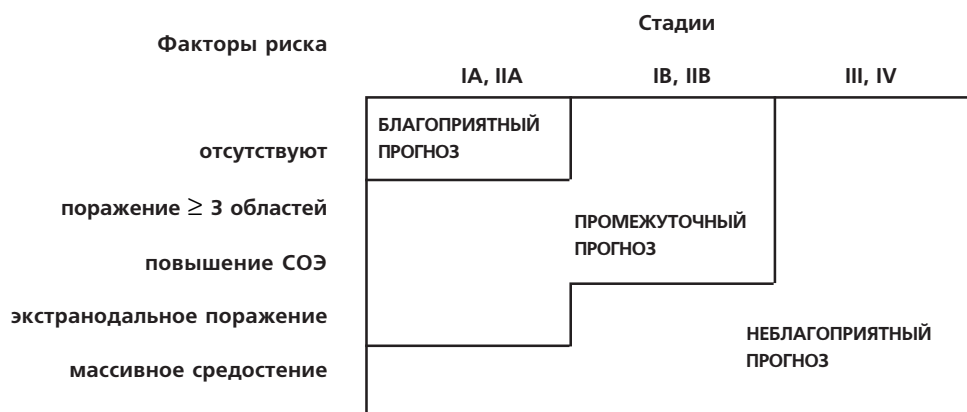 Стадии
Факторы риска
IA, IIA IB, IIB III, IV
БЛАГОПРИЯТНЫЙ
ПРОГНОЗ
отсутствуют
поражение ≥ 3 областей
ПРОМЕЖУТОЧНЫЙ
ПРОГНОЗ
повышение СОЭ
экстранодальное поражение
НЕБЛАГОПРИЯТНЫЙ
ПРОГНОЗ
массивное средостение